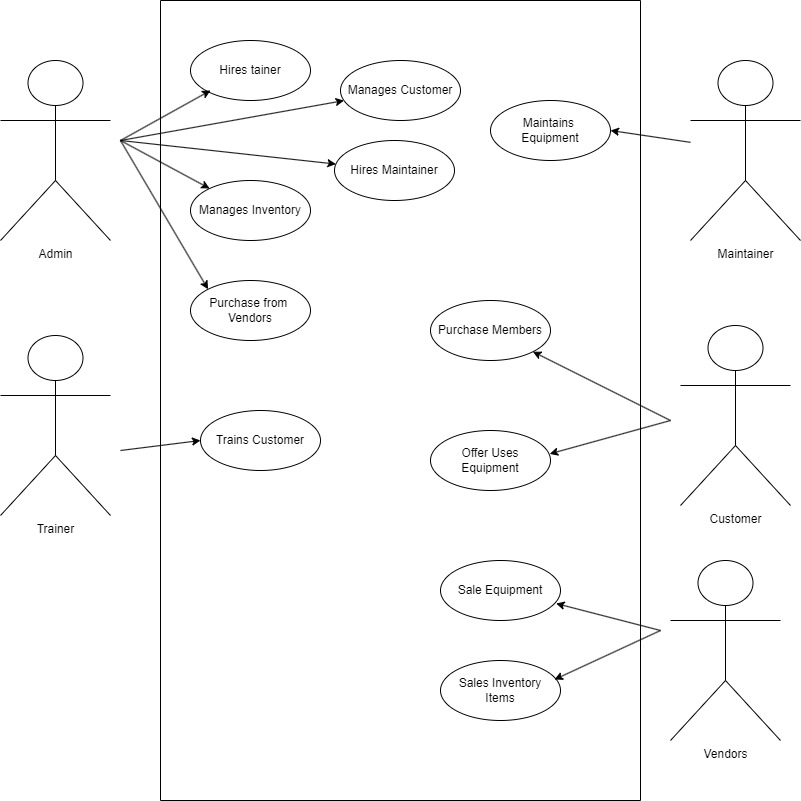 Hires tainer
Manages Customer
Maintains
Equipment
Hires Maintainer
Manages Inventory
Admin
Maintainer
Purchase from
Vendors
Purchase Members
Trains Customer
Offer Uses
Equipment
Trainer
Customer
Sale Equipment
Sales Inventory
Items
Vendors